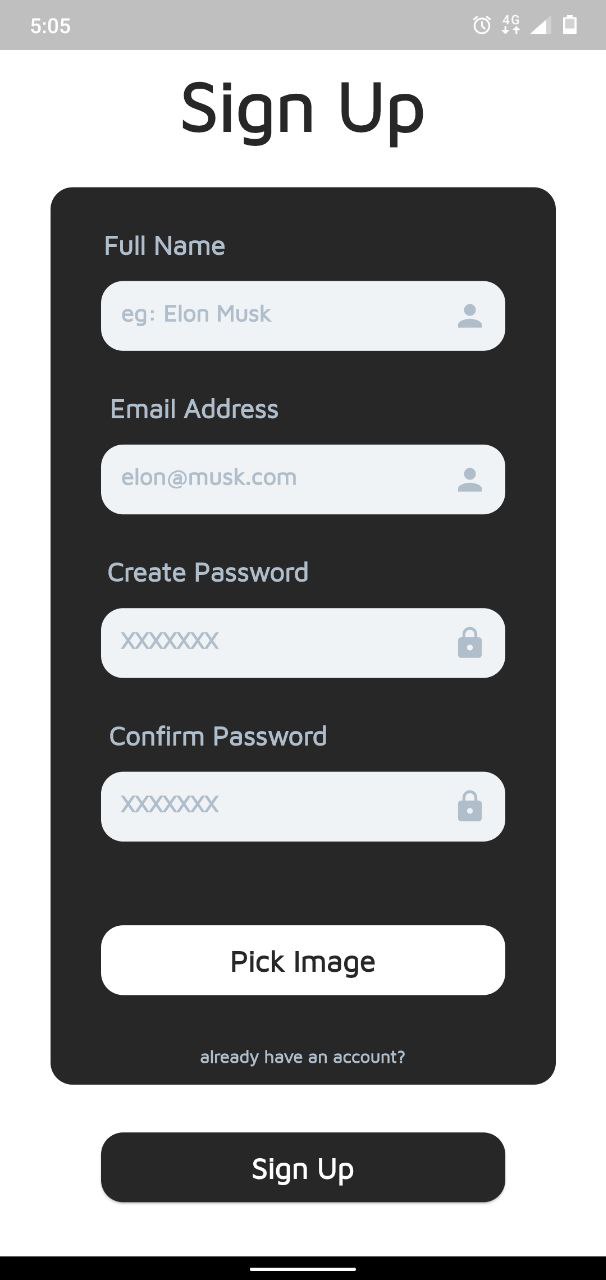 5:05
4G
Sign Up
Full Name
eg: Elon Musk
Email Address
elon@musk.com
Create Password
XXXXXXX
Confirm Password
XXXXXXX
Pick Image
already have an account?
Sign Up